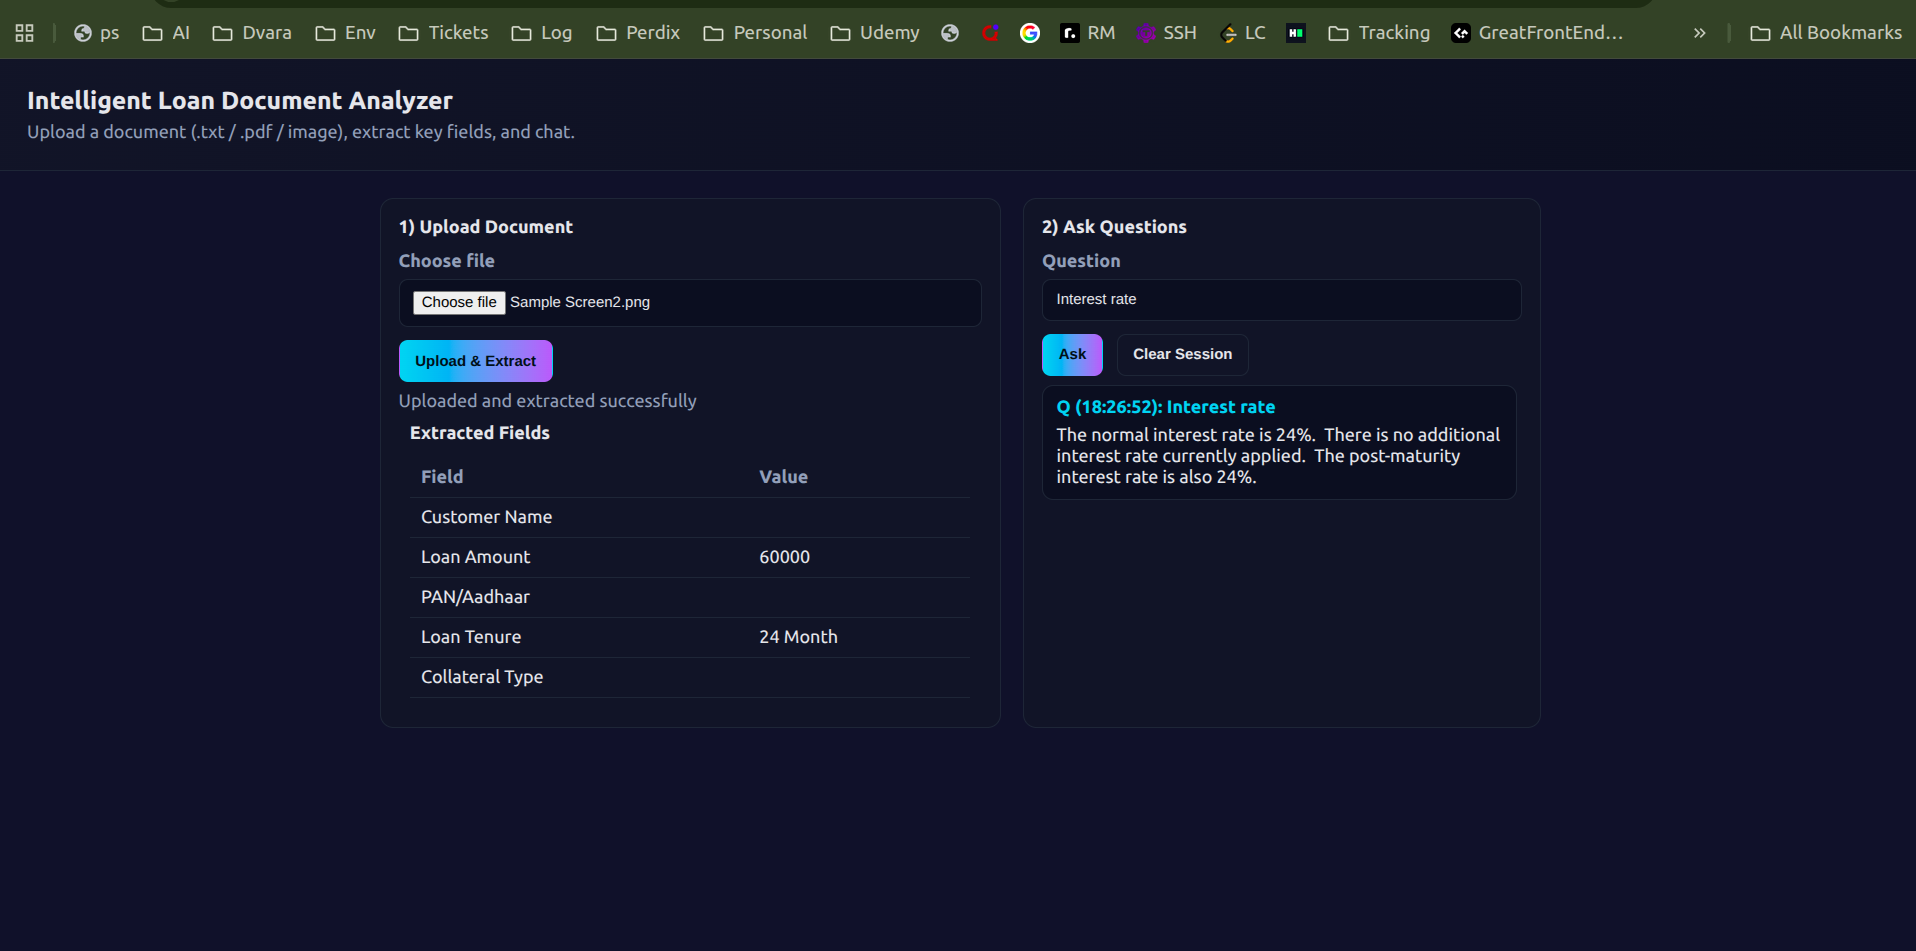 ps AI Dvara Env Tickets Log Perdix Personal Udemy RM SSH LC Tracking GreatFrontEnd... » All Bookmarks
Intelligent Loan Document Analyzer
Upload a document (.txt / .pdf / image), extract key fields, and chat.
1) Upload Document
Choose file
Choose file Sample Screen2.png
Upload & Extract
Uploaded and extracted successfully
Extracted Fields
Field Value
Customer Name
Loan Amount 60000
PAN/Aadhaar
Loan Tenure 24 Month
Collateral Type
2) Ask Questions
Question
Interest rate
Ask Clear Session
Q (18:26:52): Interest rate
The normal interest rate is 24%. There is no additional
interest rate currently applied. The post-maturity
interest rate is also 24%.